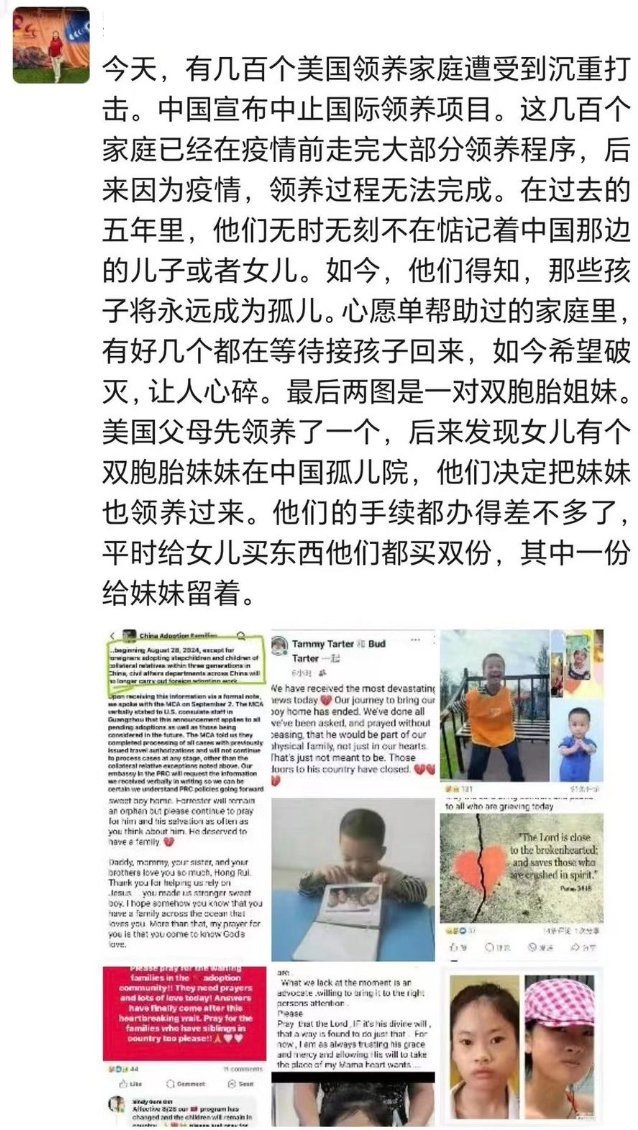 今天，有几百个美国领养家庭遭受到沉重打
击。中国宣布中止国际领养项目。这几百个
家庭已经在疫情前走完大部分领养程序，后
来因为疫情，领养过程无法完成。在过去的
五年里，他们无时无刻不在惦记着中国那边
的儿子或者女儿。如今，他们得知，那些孩
子将永远成为孤儿。心愿单帮助过的家庭里，
有好几个都在等待接孩子回来，如今希望破
灭，让人心碎。最后两图是一对双胞胎姐妹。
美国父母先领养了一个，后来发现女儿有个
双胞胎妹妹在中国孤儿院，他们决定把妹妹
也领养过来。他们的手续都办得差不多了，
平时给女儿买东西他们都买双份，其中一份
给妹妹留着。
China Adoption Families
...beginning August 28, 2024, except for
foreigners adopting stepchildren and children of
collateral relatives within three generations in
China, civil affairs departments across China will
no longer carry out foreign adoption work.
Upon receiving this information via a formal note,
we spoke with the MCA on September 2. The MCA
verbally stated to U.S. consulate staff in
Guangzhou that this announcement applies to all
pending adoptions as well as those being
considered in the future. The MCA told us they
completed processing of all cases with previously
issued travel authorizations and will not continue
to process cases at any stage, other than the
collateral relative exceptions noted above. Our
embassy in the PRC will request the information
we received verbally in writing so we can be
certain we understand PRC policies going forward
Tammy Tarter 和 Bud
Tarter 一起
We have received the most devastating
news today💔 Our journey to bring our
boy home has ended. We've done all
we've been asked, and prayed without
ceasing, that he would be part of our
physical family, not just in our hearts.
That's just not meant to be. Those
doors to his country have closed. 💔💔
131
sweet boy home. Forrester will remain
an orphan but please continue to pray
for him and his salvation as often as
you think about him. He deserved to
have a family. 💔
Daddy, mommy, your sister, and your
brothers love you so much, Hong Rui.
Thank you for helping us rely on
Jesus. you made us stronger sweet
boy. I hope somehow you know that you
have a family across the ocean that
loves you. More than that, my prayer for
you is that you come to know God's
love.
to all who are grieving today
"The Lord is close
to the brokenhearted;
and saves those who
are crushed in spirit."
Psalm 34:18
Please pray for the waiting
families in the adoption
community!! They need prayers
and lots of love today! Answers
have finally come after this
heartbreaking wait. Pray for the
families who have siblings in
country too please!!🙏❤️❤️
44
11 comments
Like
Comment
Send
Affective 8/28 our program has
changed and the children will remain in
are
What we lack at the moment is an
advocate willing to bring it to the right
persons attention.
Please
Pray that the Lord, IF it's his divine will,
that a way is found to do just that. For
now, I am as always trusting his grace
and mercy and allowing His will to take
the place of my Mama heart wants....